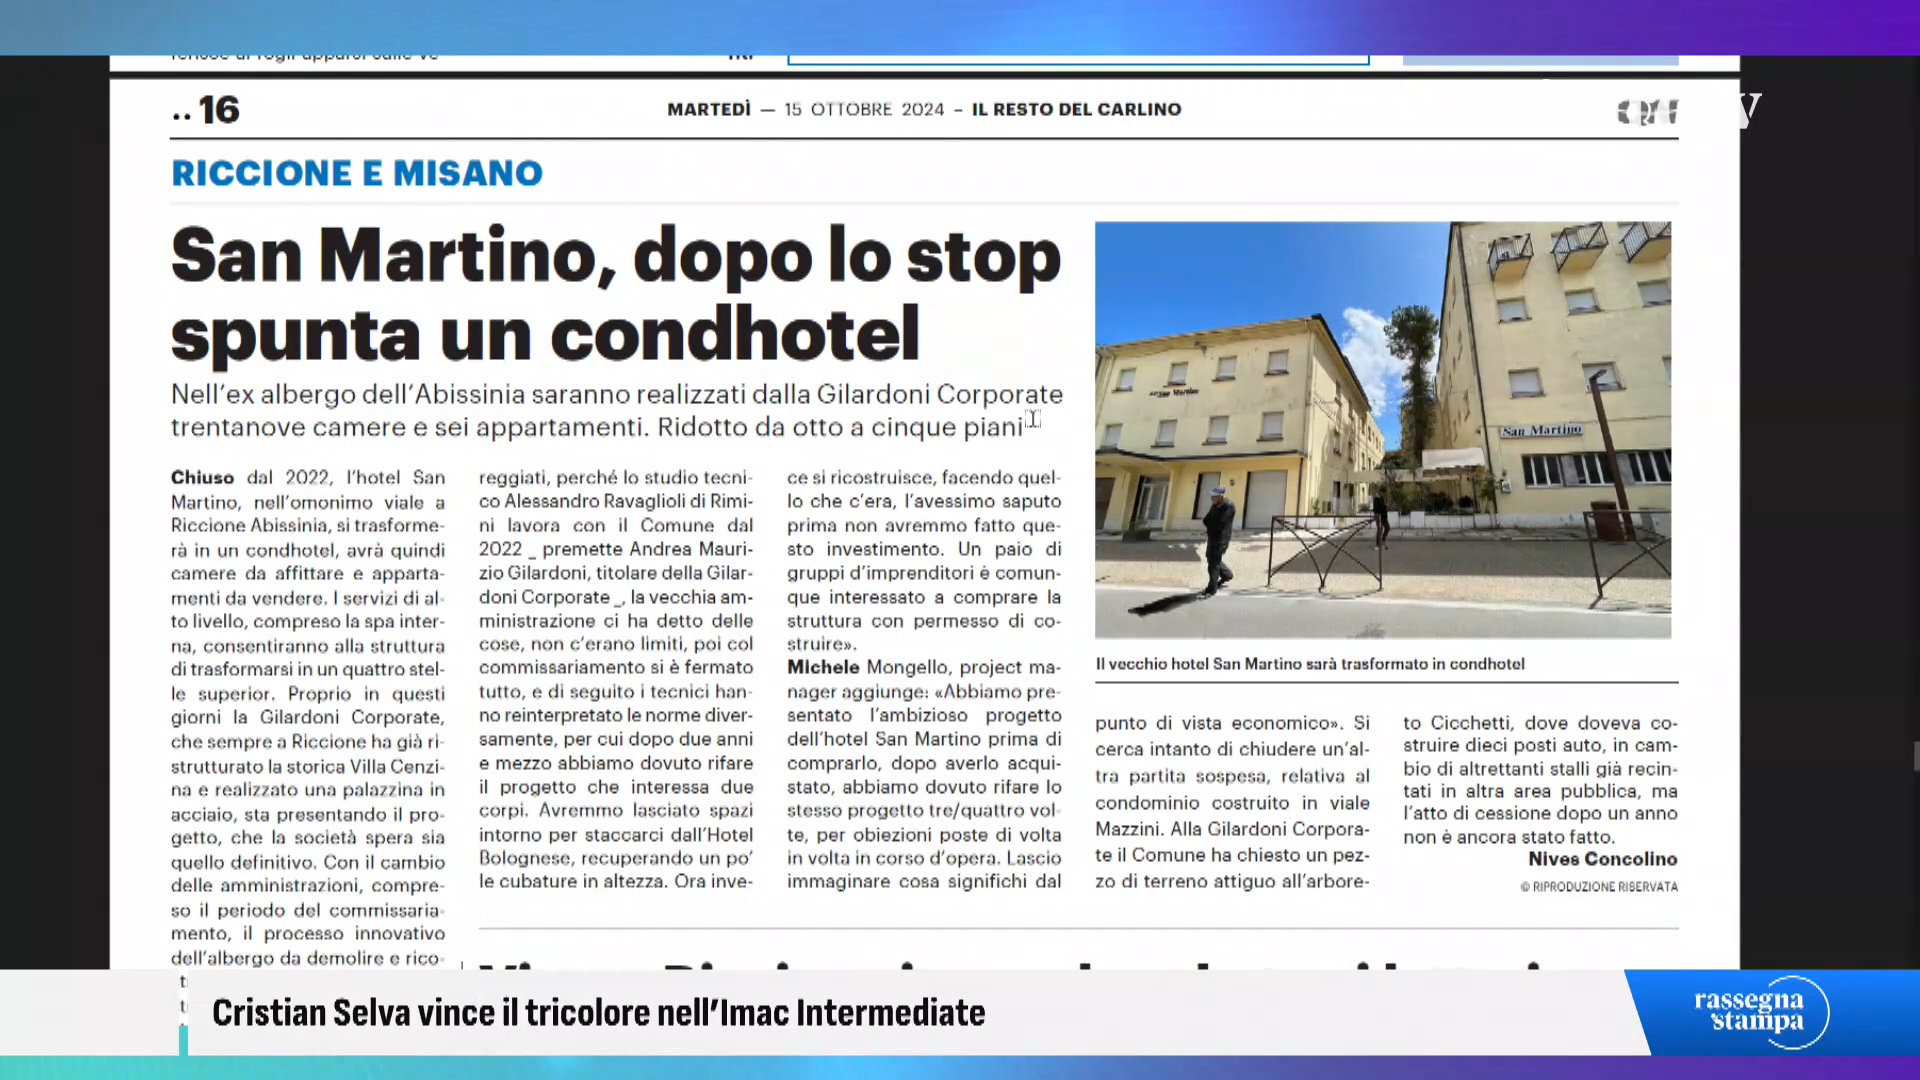 ferisce ai fogli apparsi sulle ve-
..16
MARTEDÌ — 15 OTTOBRE 2024 – IL RESTO DEL CARLINO
RICCIONE E MISANO
San Martino, dopo lo stop
spunta un condhotel
Nell’ex albergo dell’Abissinia saranno realizzati dalla Gilardoni Corporate
trentanove camere e sei appartamenti. Ridotto da otto a cinque piani
Chiuso dal 2022, l’hotel San
Martino, nell’omonimo viale a
Riccione Abissinia, si trasforme-
rà in un condhotel, avrà quindi
camere da affittare e apparta-
menti da vendere. I servizi di al-
to livello, compreso la spa inter-
na, consentiranno alla struttura
di trasformarsi in un quattro stel-
le superior. Proprio in questi
giorni la Gilardoni Corporate,
che sempre a Riccione ha già ri-
strutturato la storica Villa Cenzi-
na e realizzato una palazzina in
acciaio, sta presentando il pro-
getto, che la società spera sia
quello definitivo. Con il cambio
delle amministrazioni, compre-
so il periodo del commissaria-
mento, il processo innovativo
dell’albergo da demolire e rico-
reggiati, perché lo studio tecni-
co Alessandro Ravaglioli di Rimi-
ni lavora con il Comune dal
2022 _ premette Andrea Mauri-
zio Gilardoni, titolare della Gilar-
doni Corporate _, la vecchia am-
ministrazione ci ha detto delle
cose, non c’erano limiti, poi col
commissariamento si è fermato
tutto, e di seguito i tecnici han-
no reinterpretato le norme diver-
samente, per cui dopo due anni
e mezzo abbiamo dovuto rifare
il progetto che interessa due
corpi. Avremmo lasciato spazi
intorno per staccarci dall’Hotel
Bolognese, recuperando un po’
le cubature in altezza. Ora inve-
ce si ricostruisce, facendo quel-
lo che c’era, l’avessimo saputo
prima non avremmo fatto que-
sto investimento. Un paio di
gruppi d’imprenditori è comun-
que interessato a comprare la
struttura con permesso di co-
struire».
Michele Mongello, project ma-
nager aggiunge: «Abbiamo pre-
sentato l’ambizioso progetto
dell’hotel San Martino prima di
comprarlo, dopo averlo acqui-
stato, abbiamo dovuto rifare lo
stesso progetto tre/quattro vol-
te, per obiezioni poste di volta
in volta in corso d’opera. Lascio
immaginare cosa significhi dal
San Martino
San Martino
Il vecchio hotel San Martino sarà trasformato in condhotel
punto di vista economico». Si
cerca intanto di chiudere un’al-
tra partita sospesa, relativa al
condominio costruito in viale
Mazzini. Alla Gilardoni Corpora-
te il Comune ha chiesto un pez-
zo di terreno attiguo all’arbore-
to Cicchetti, dove doveva co-
struire dieci posti auto, in cam-
bio di altrettanti stalli già recin-
tati in altra area pubblica, ma
l’atto di cessione dopo un anno
non è ancora stato fatto.
Nives Concolino
© RIPRODUZIONE RISERVATA
Cristian Selva vince il tricolore nell’Imac Intermediate
rassegna
stampa